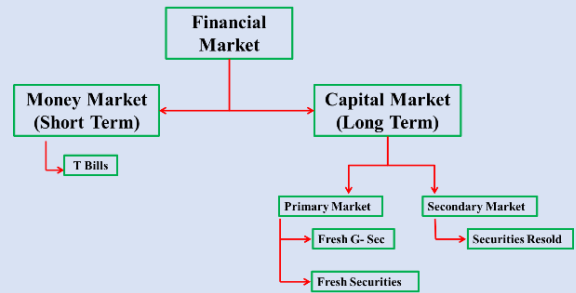 Financial
Market
Money Market
(Short Term)
Capital Market
(Long Term)
T Bills
Primary Market
Secondary Market
Fresh G- Sec
Securities Resold
Fresh Securities